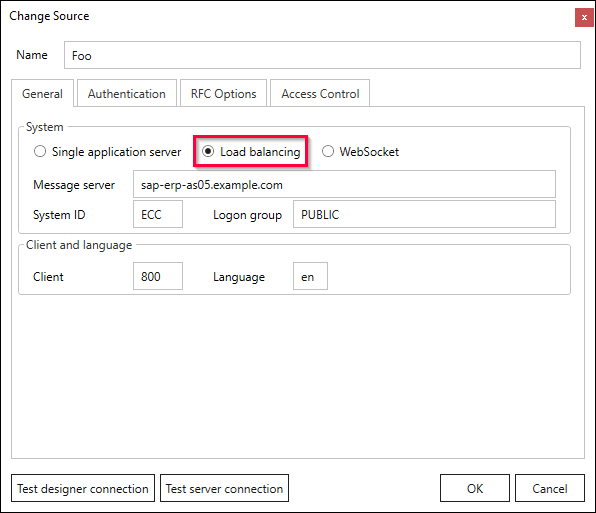 Change Source
x
Name Foo
General Authentication RFC Options Access Control
System
Single application server Load balancing WebSocket
Message server sap-erp-as05.example.com
System ID ECC Logon group PUBLIC
Client and language
Client 800 Language en
Test designer connection Test server connection OK Cancel